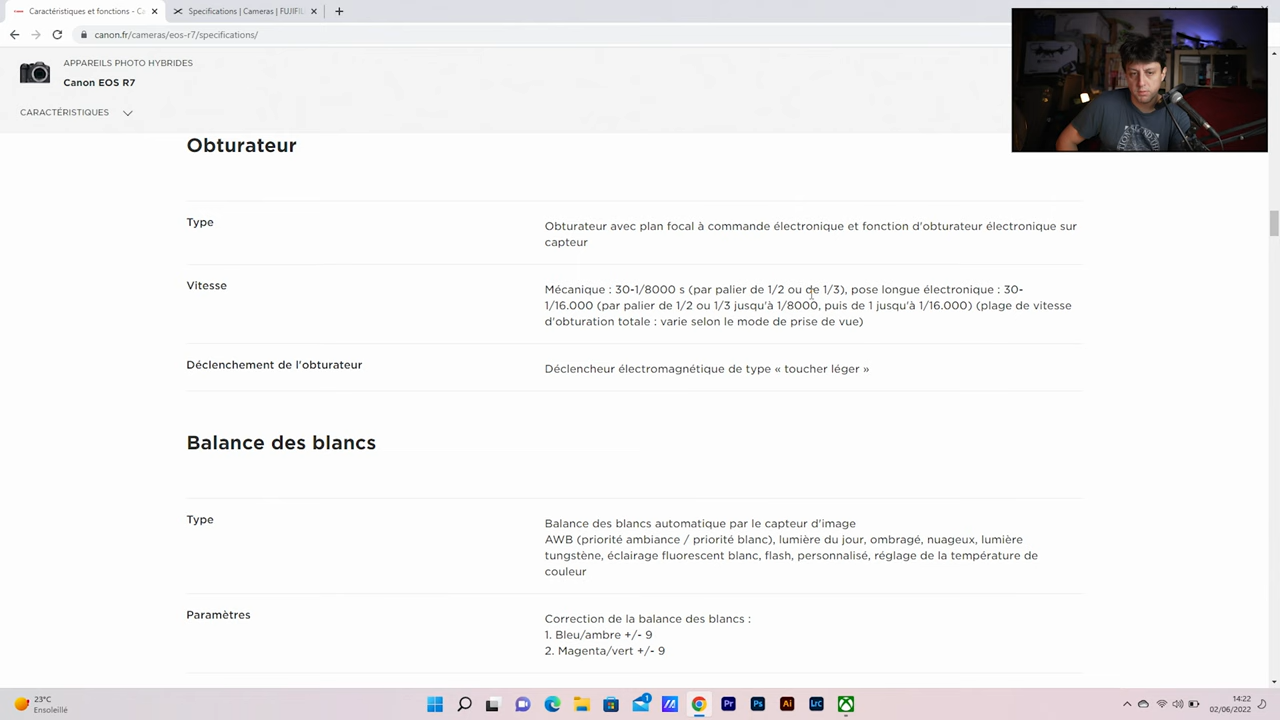 Caractéristiques et fonctions - Ca
Specifications | Cameras | FUJIFIL
canon.fr/cameras/eos-r7/specifications/
APPAREILS PHOTO HYBRIDES
Canon EOS R7
CARACTÉRISTIQUES
Obturateur
Type
Obturateur avec plan focal à commande électronique et fonction d'obturateur électronique sur
capteur
Vitesse
Mécanique : 30-1/8000 s (par palier de 1/2 ou de 1/3), pose longue électronique : 30-
1/16.000 (par palier de 1/2 ou 1/3 jusqu'à 1/8000, puis de 1 jusqu'à 1/16.000) (plage de vitesse
d'obturation totale : varie selon le mode de prise de vue)
Déclenchement de l'obturateur
Déclencheur électromagnétique de type « toucher léger »
Balance des blancs
Type
Balance des blancs automatique par le capteur d'image
AWB (priorité ambiance / priorité blanc), lumière du jour, ombragé, nuageux, lumière
tungstène, éclairage fluorescent blanc, flash, personnalisé, réglage de la température de
couleur
Paramètres
Correction de la balance des blancs :
1. Bleu/ambre +/- 9
2. Magenta/vert +/- 9
23°C
Ensoleillé
1
Pr
Ps
Ai
Lrc
14:22
02/06/2022